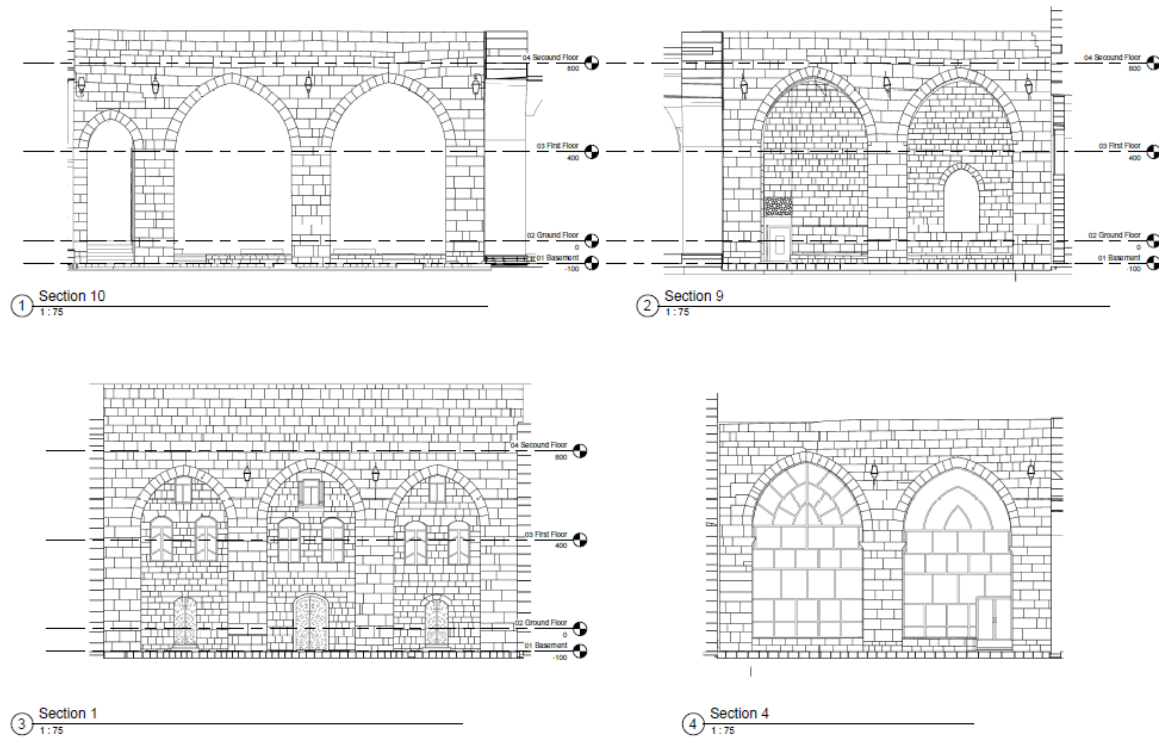 04 Secound Floor
800
03 First Floor
400
02 Ground Floor
0
01 Basement
-100
1 Section 10
1 : 75
04 Secound Floor
800
03 First Floor
400
02 Ground Floor
0
01 Basement
-100
2 Section 9
1 : 75
04 Secound Floor
800
03 First Floor
400
02 Ground Floor
0
01 Basement
-100
3 Section 1
1 : 75
4 Section 4
1 : 75